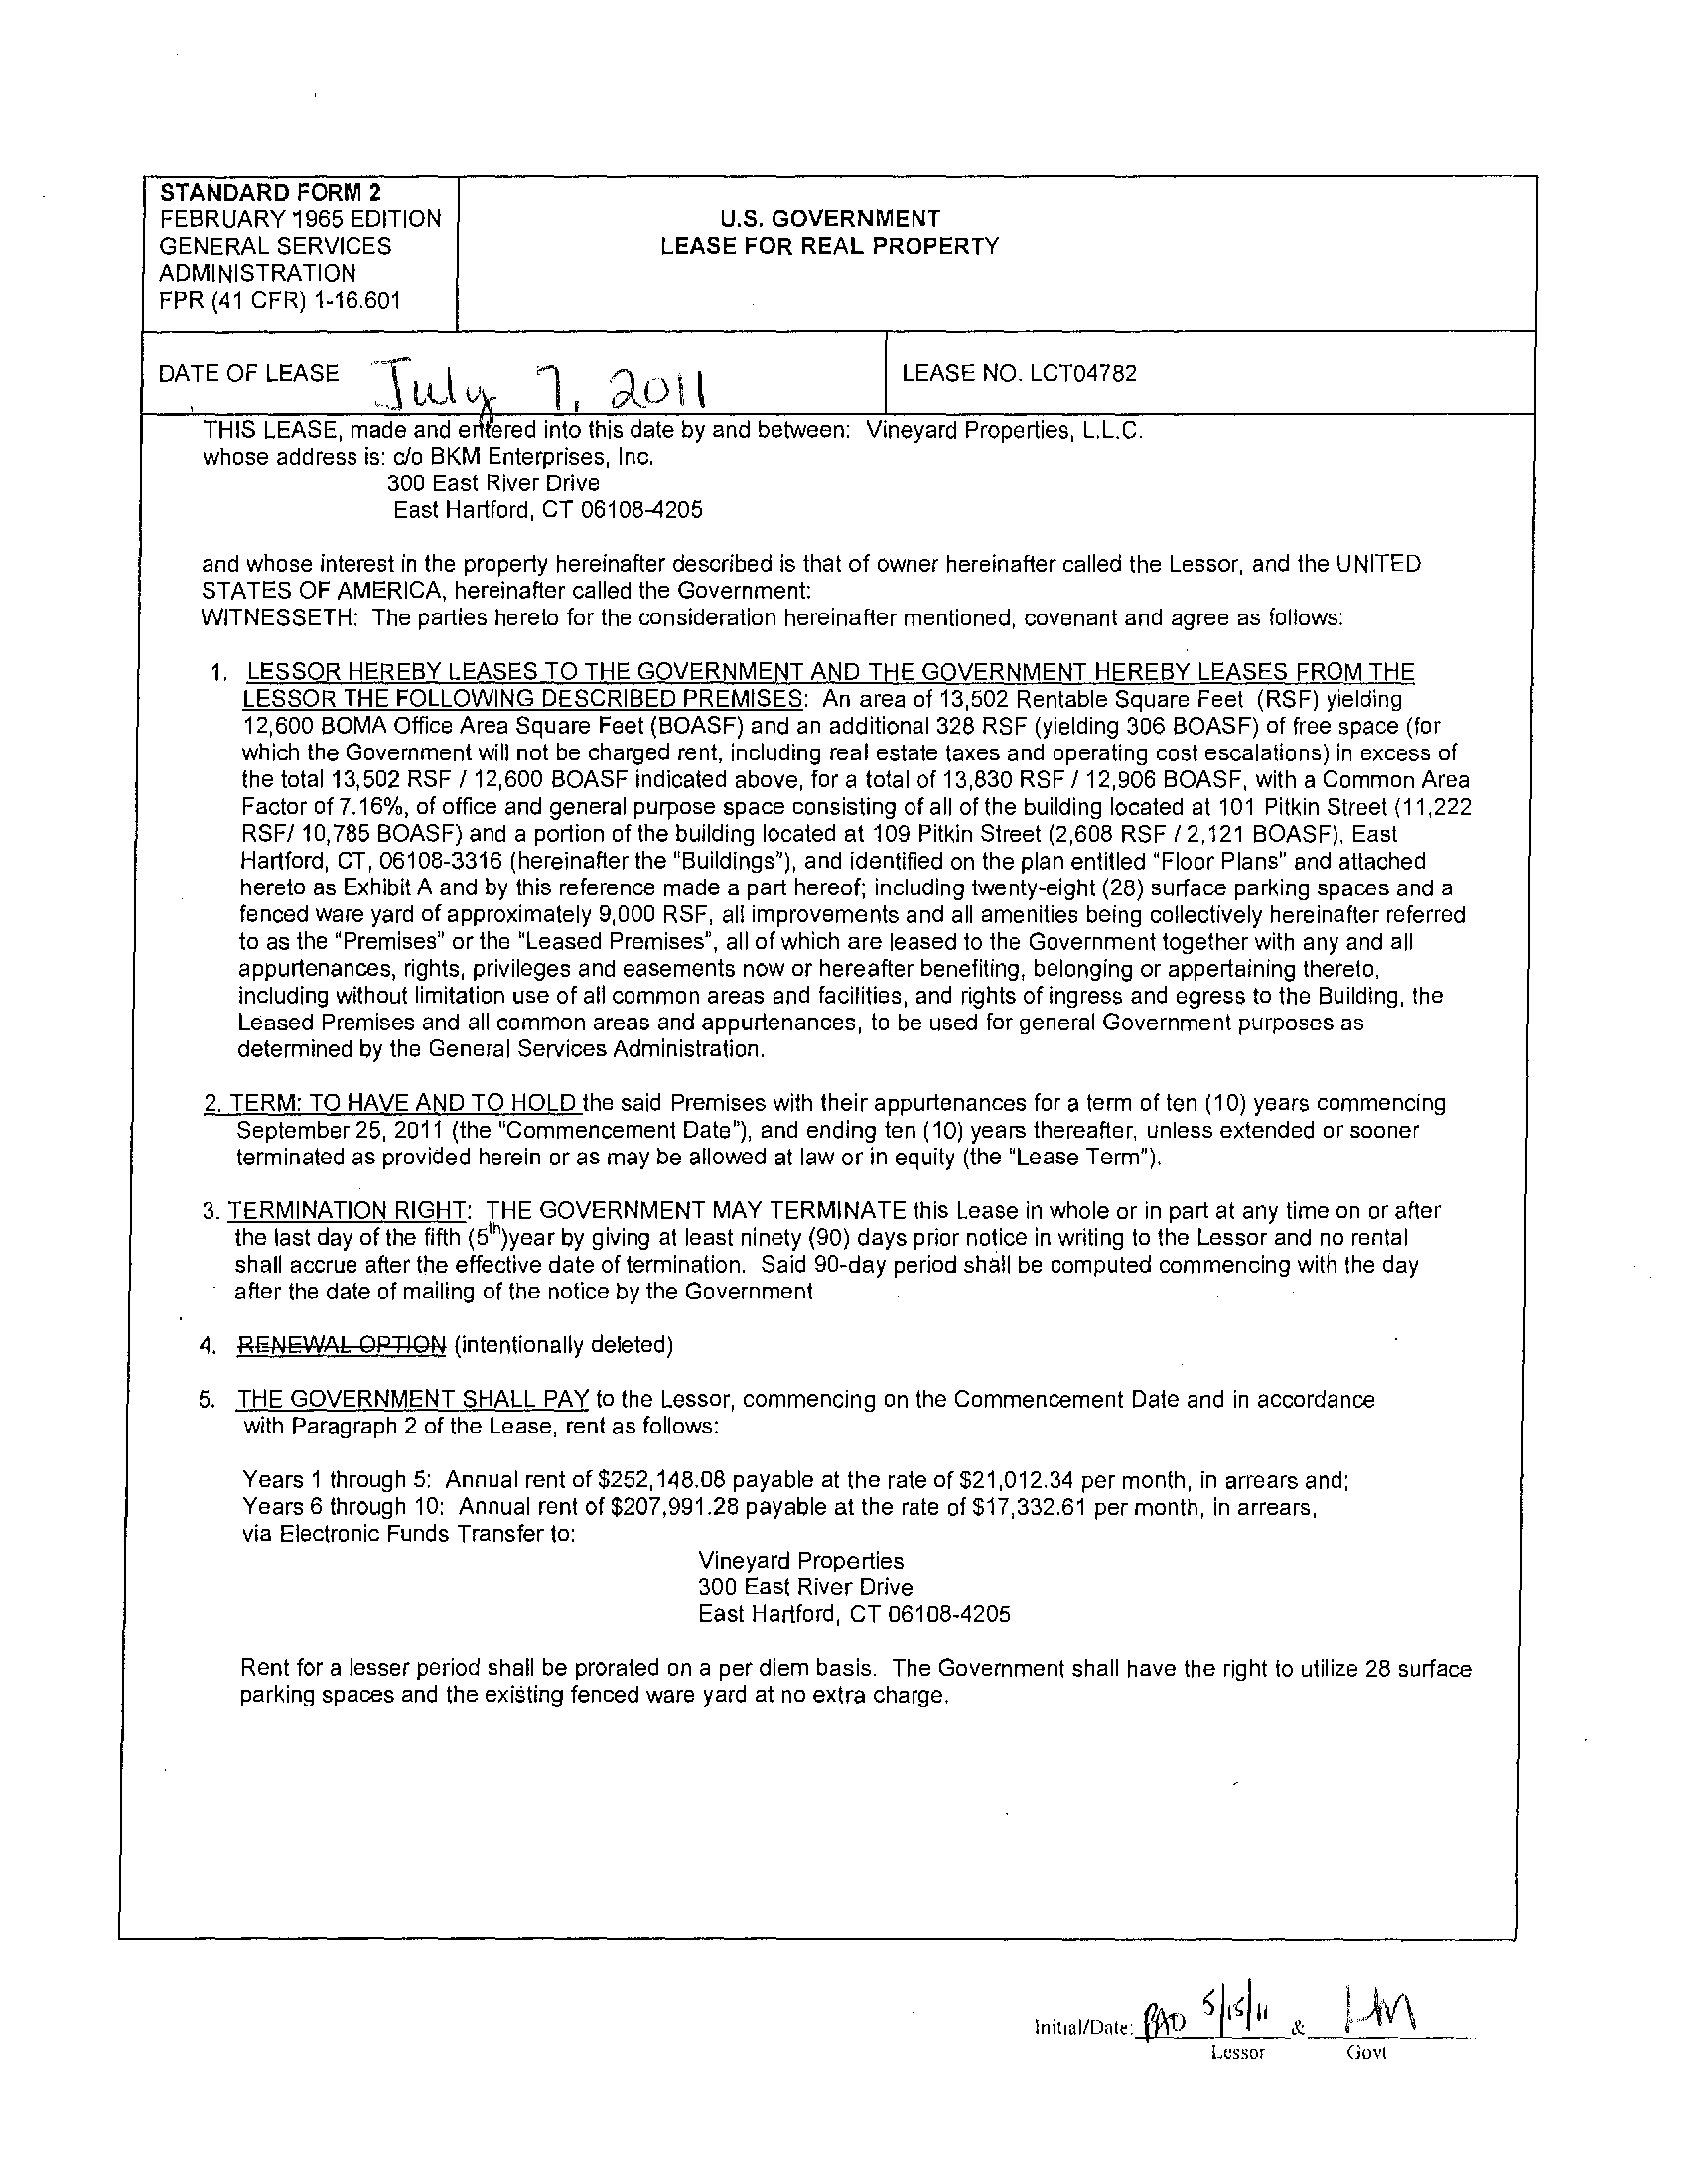 STANDARD FORM 2
FEBRUARY 1965 EDITION
GENERAL SERVICES
ADMINISTRATION
FPR (41 CFR) 1-16.601
U.S. GOVERNMENT
LEASE FOR REAL PROPERTY
DATE OF LEASE July 7, 2011
LEASE NO. LCT04782
THIS LEASE, made and entered into this date by and between: Vineyard Properties, L.L.C.
whose address is: c/o BKM Enterprises, Inc.
300 East River Drive
East Hartford, CT 06108-4205
and whose interest in the property hereinafter described is that of owner hereinafter called the Lessor, and the UNITED
STATES OF AMERICA, hereinafter called the Government:
WITNESSETH: The parties hereto for the consideration hereinafter mentioned, covenant and agree as follows:
1. LESSOR HEREBY LEASES TO THE GOVERNMENT AND THE GOVERNMENT HEREBY LEASES FROM THE
LESSOR THE FOLLOWING DESCRIBED PREMISES: An area of 13,502 Rentable Square Feet (RSF) yielding
12,600 BOMA Office Area Square Feet (BOASF) and an additional 328 RSF (yielding 306 BOASF) of free space (for
which the Government will not be charged rent, including real estate taxes and operating cost escalations) in excess of
the total 13,502 RSF / 12,600 BOASF indicated above, for a total of 13,830 RSF / 12,906 BOASF, with a Common Area
Factor of 7.16%, of office and general purpose space consisting of all of the building located at 101 Pitkin Street (11,222
RSF/ 10,785 BOASF) and a portion of the building located at 109 Pitkin Street (2,608 RSF / 2,121 BOASF), East
Hartford, CT, 06108-3316 (hereinafter the "Buildings"), and identified on the plan entitled "Floor Plans" and attached
hereto as Exhibit A and by this reference made a part hereof; including twenty-eight (28) surface parking spaces and a
fenced ware yard of approximately 9,000 RSF, all improvements and all amenities being collectively hereinafter referred
to as the "Premises" or the "Leased Premises", all of which are leased to the Government together with any and all
appurtenances, rights, privileges and easements now or hereafter benefiting, belonging or appertaining thereto,
including without limitation use of all common areas and facilities, and rights of ingress and egress to the Building, the
Leased Premises and all common areas and appurtenances, to be used for general Government purposes as
determined by the General Services Administration.
2. TERM: TO HAVE AND TO HOLD the said Premises with their appurtenances for a term of ten (10) years commencing
September 25, 2011 (the "Commencement Date"), and ending ten (10) years thereafter, unless extended or sooner
terminated as provided herein or as may be allowed at law or in equity (the "Lease Term").
3. TERMINATION RIGHT: THE GOVERNMENT MAY TERMINATE this Lease in whole or in part at any time on or after
the last day of the fifth (5th)year by giving at least ninety (90) days prior notice in writing to the Lessor and no rental
shall accrue after the effective date of termination. Said 90-day period shall be computed commencing with the day
after the date of mailing of the notice by the Government
4. RENEWAL OPTION (intentionally deleted)
5. THE GOVERNMENT SHALL PAY to the Lessor, commencing on the Commencement Date and in accordance
with Paragraph 2 of the Lease, rent as follows:
Years 1 through 5: Annual rent of $252,148.08 payable at the rate of $21,012.34 per month, in arrears and;
Years 6 through 10: Annual rent of $207,991.28 payable at the rate of $17,332.61 per month, in arrears,
via Electronic Funds Transfer to:
Vineyard Properties
300 East River Drive
East Hartford, CT 06108-4205
Rent for a lesser period shall be prorated on a per diem basis. The Government shall have the right to utilize 28 surface
parking spaces and the existing fenced ware yard at no extra charge.
Initial/Date: 5/15/11 &
Lessor Govt